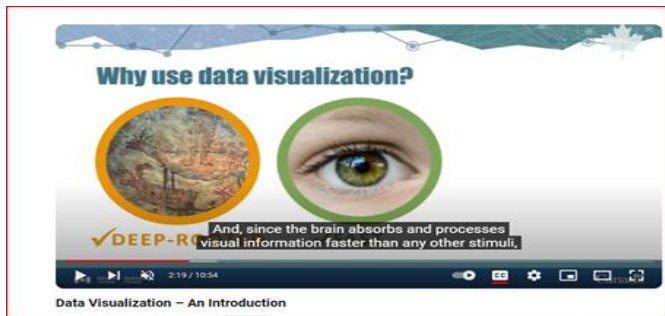 Why use data visualization?
And, since the brain absorbs and processes
✓DEEP-RO
visual information faster than any other stimuli,
2:19 / 10:54
CC
Data Visualization – An Introduction